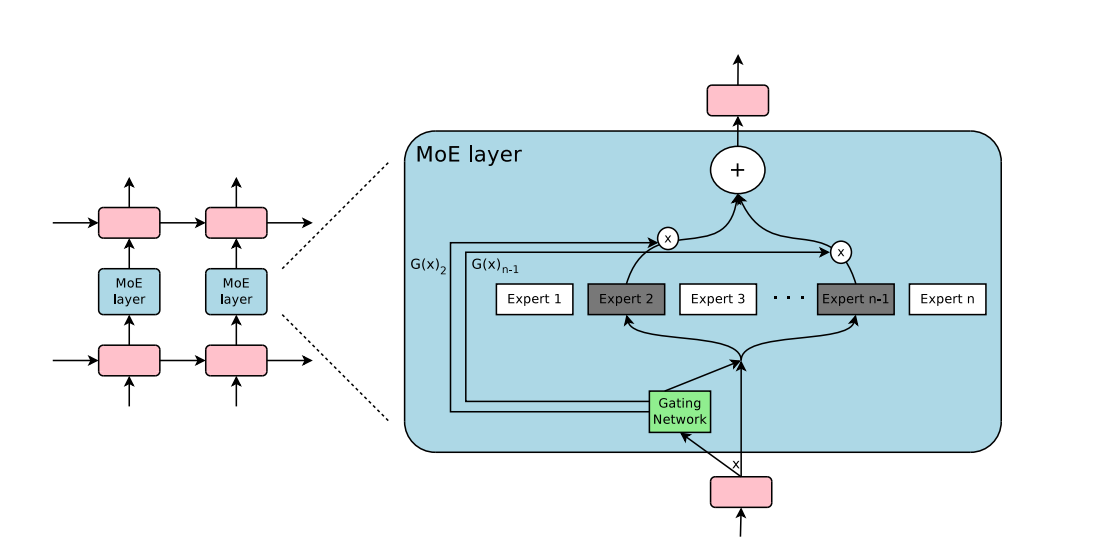 MoE layer
+
x
x
G(x)2
G(x)n-1
MoE
layer
MoE
layer
Expert 1
Expert 2
Expert 3
. . .
Expert n-1
Expert n
Gating
Network
x